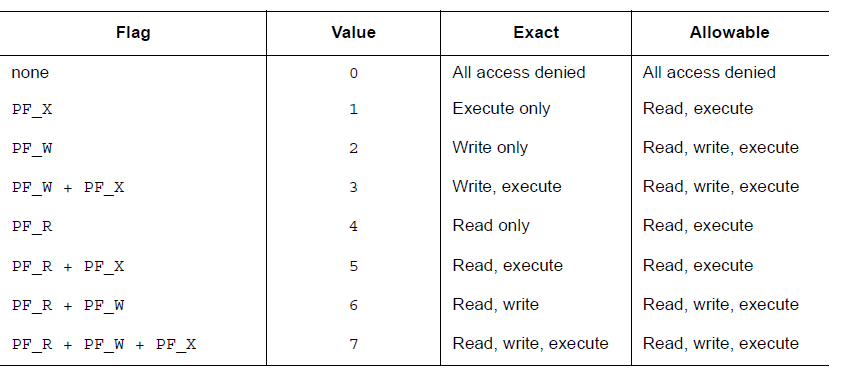 Flag Value Exact Allowable
none 0 All access denied All access denied
PF_X 1 Execute only Read, execute
PF_W 2 Write only Read, write, execute
PF_W + PF_X 3 Write, execute Read, write, execute
PF_R 4 Read only Read, execute
PF_R + PF_X 5 Read, execute Read, execute
PF_R + PF_W 6 Read, write Read, write, execute
PF_R + PF_W + PF_X 7 Read, write, execute Read, write, execute